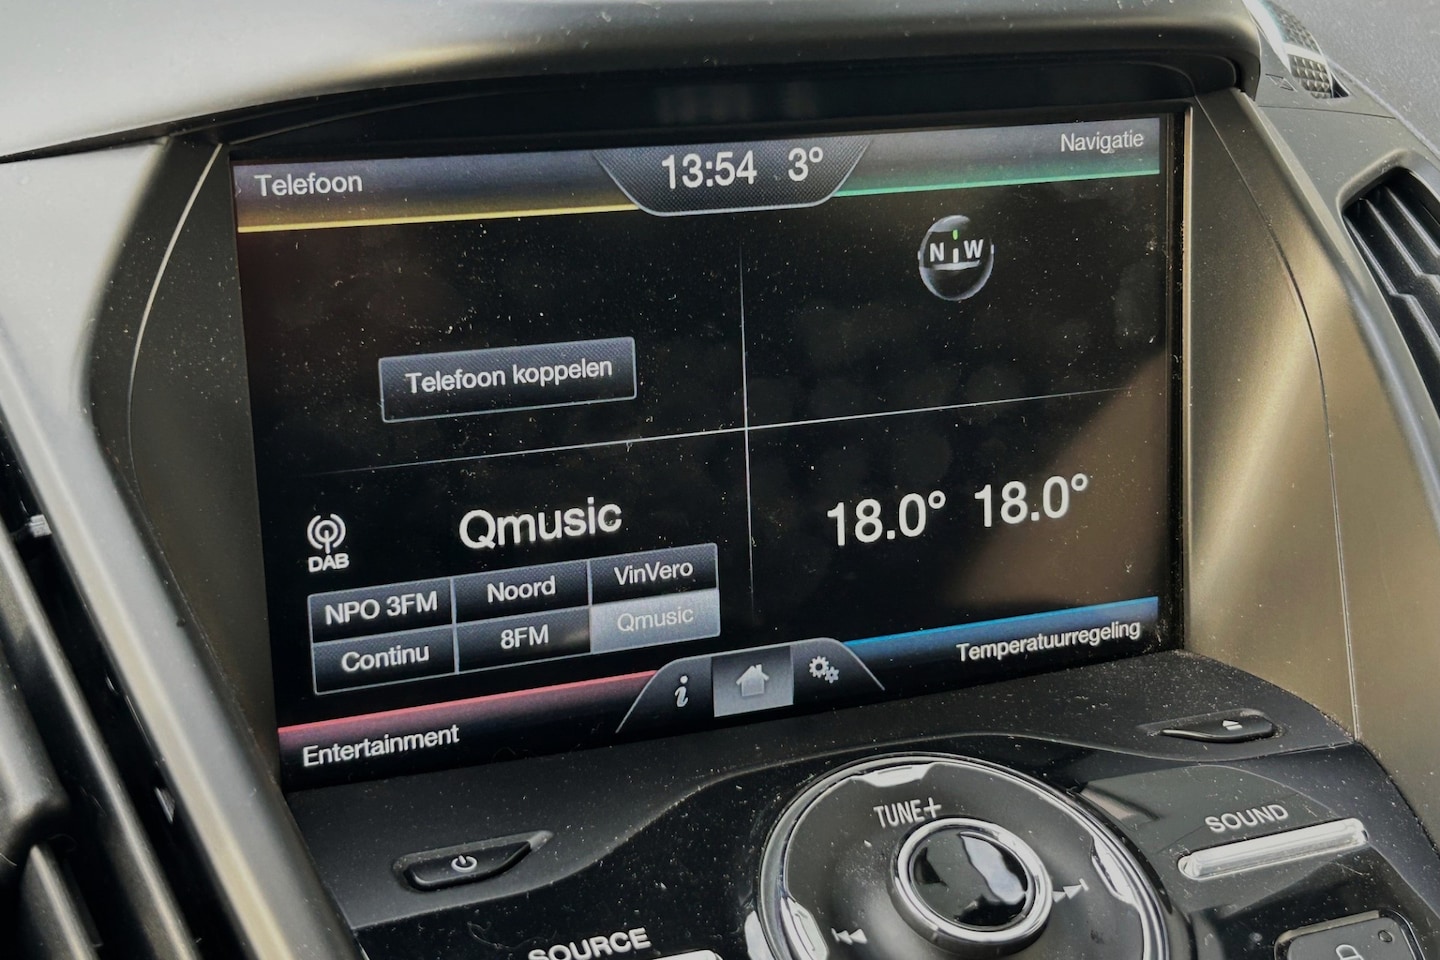 Telefoon
13:54 3°
Navigatie
N W
Telefoon koppelen
DAB
Qmusic
18.0° 18.0°
NPO 3FM
Noord
VinVero
Continu
8FM
Qmusic
Entertainment
i
Temperatuurregeling
TUNE+
SOUND
SOURCE